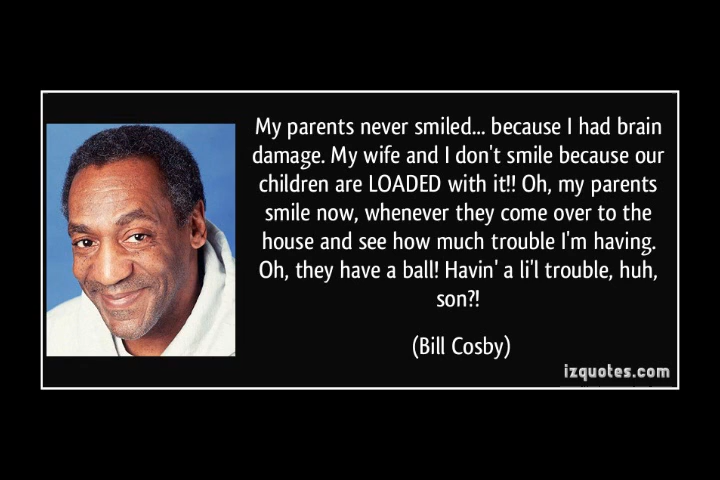 My parents never smiled... because I had brain
damage. My wife and I don't smile because our
children are LOADED with it!! Oh, my parents
smile now, whenever they come over to the
house and see how much trouble I'm having.
Oh, they have a ball! Havin' a li'l trouble, huh,
son?!
(Bill Cosby)
izquotes.com